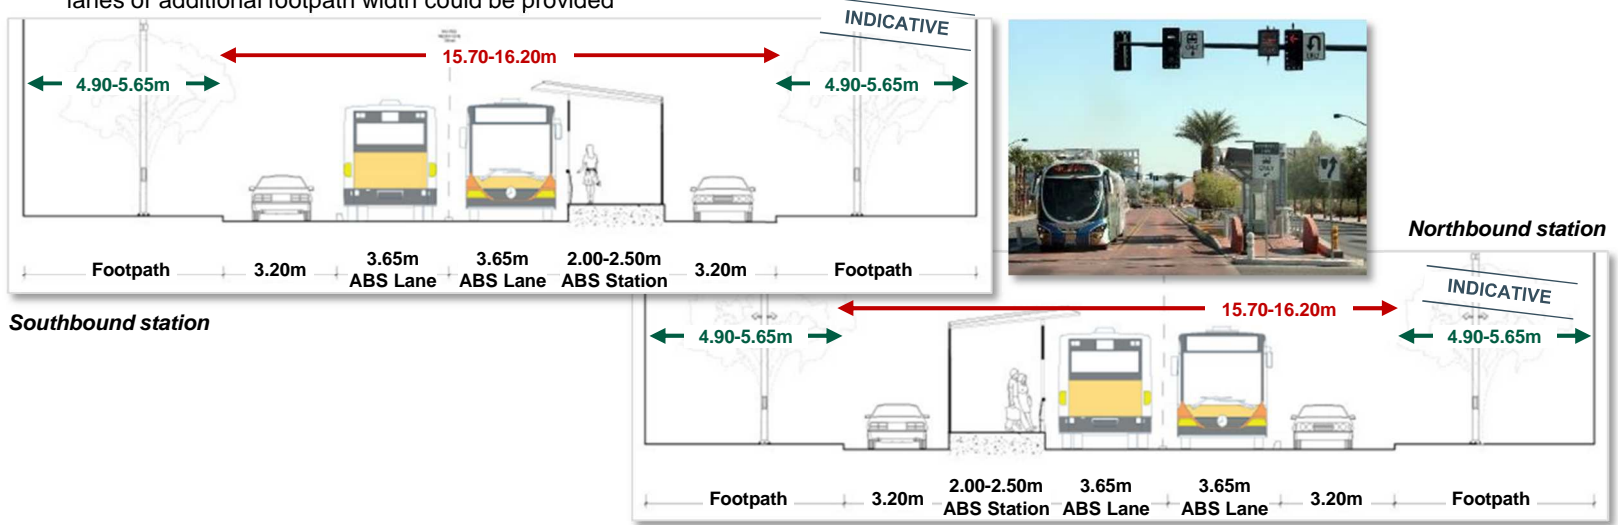 lanes or additional footpath width could be provided
INDICATIVE
15.70-16.20m
4.90-5.65m
4.90-5.65m
Footpath
3.20m
3.65m
ABS Lane
3.65m
ABS Lane
2.00-2.50m
ABS Station
3.20m
Footpath
Southbound station
ONLY
ONLY
ONLY
Northbound station
INDICATIVE
15.70-16.20m
4.90-5.65m
4.90-5.65m
Footpath
3.20m
2.00-2.50m
ABS Station
3.65m
ABS Lane
3.65m
ABS Lane
3.20m
Footpath